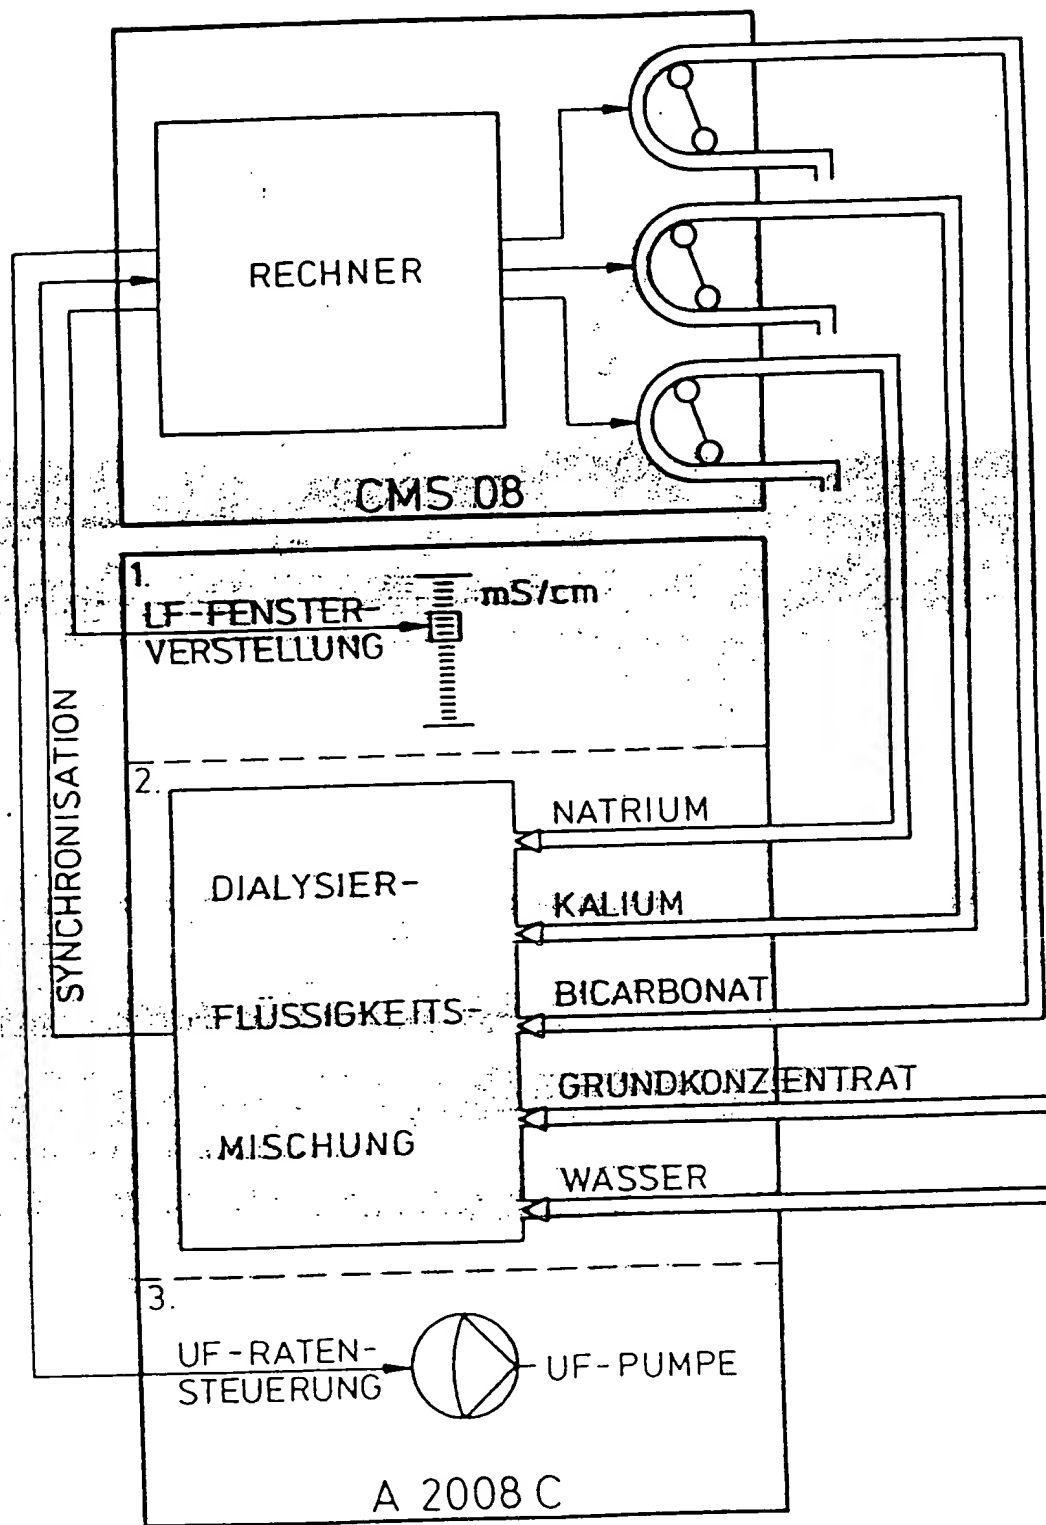 RECHNER
CMS 08
1.
mS/cm
LF-FENSTER-
VERSTELLUNG
SYNCHRONISATION
2.
NATRIUM
DIALYSIER-
KALIUM
FLÜSSIGKEITS-
BICARBONAT
GRUNDKONZIENTRAT
MISCHUNG
WASSER
3.
UF-RATEN-
STEUERUNG
UF-PUMPE
A 2008 C